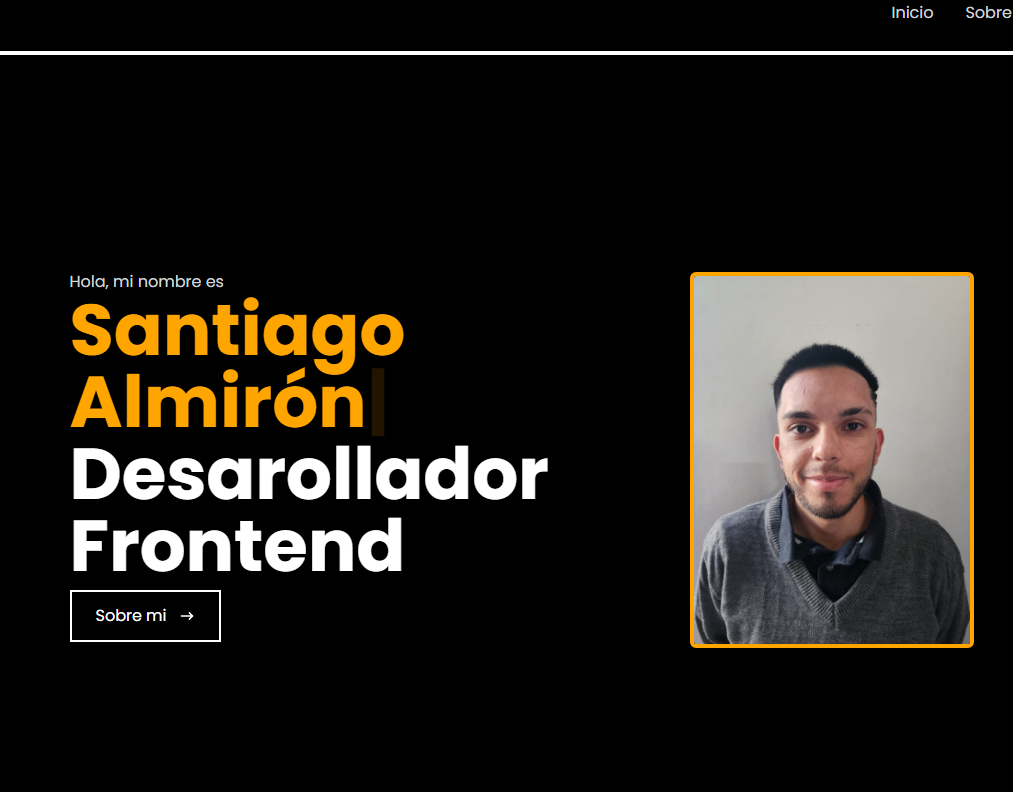 Inicio Sobre
Hola, mi nombre es
Santiago
Almirón
Desarollador
Frontend
Sobre mi →